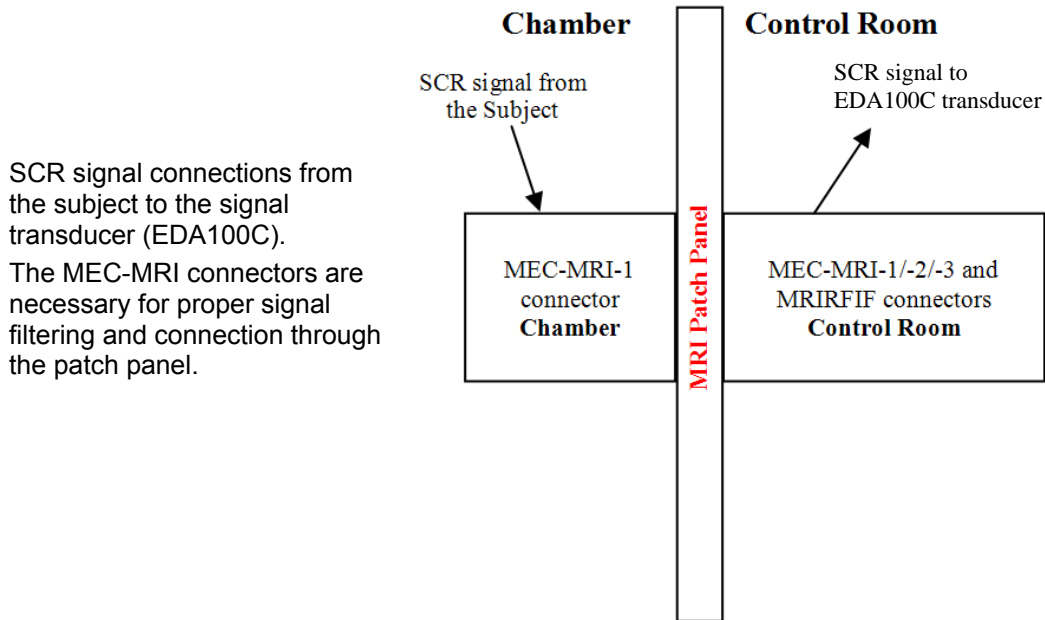 Chamber
Control Room
SCR signal from
the Subject
SCR signal to
EDA100C transducer
SCR signal connections from
the subject to the signal
transducer (EDA100C).
The MEC-MRI connectors are
necessary for proper signal
filtering and connection through
the patch panel.
MEC-MRI-1
connector
Chamber
MRI Patch Panel
MEC-MRI-1/-2/-3 and
MRIRFIF connectors
Control Room